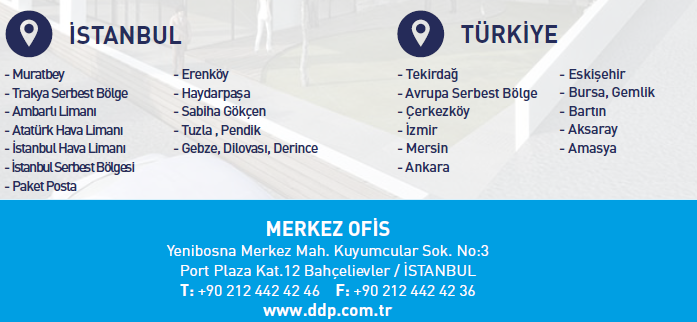 İSTANBUL
- Muratbey
- Trakya Serbest Bölge
- Ambarlı Limanı
- Atatürk Hava Limanı
- İstanbul Hava Limanı
- İstanbul Serbest Bölgesi
- Paket Posta
- Erenköy
- Haydarpaşa
- Sabiha Gökçen
- Tuzla , Pendik
- Gebze, Dilovası, Derince
TÜRKİYE
- Tekirdağ
- Avrupa Serbest Bölge
- Çerkezköy
- İzmir
- Mersin
- Ankara
- Eskişehir
- Bursa, Gemlik
- Bartın
- Aksaray
- Amasya
MERKEZ OFİS
Yenibosna Merkez Mah. Kuyumcular Sok. No:3
Port Plaza Kat.12 Bahçelievler / İSTANBUL
T: +90 212 442 42 46 F: +90 212 442 42 36
www.ddp.com.tr